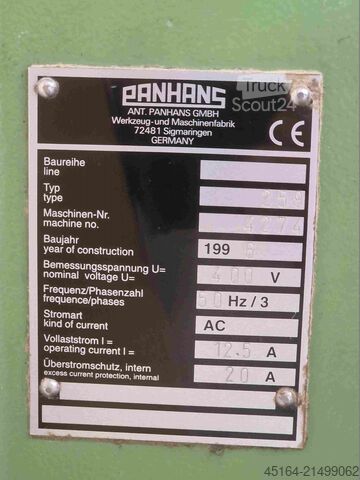 PANHANS
Truck
Scout24
ANT. PANHANS GMBH
Werkzeug-und Maschinenfabrik
72481 Sigmaringen
GERMANY
CE
Baureihe
line
Typ
type
Maschinen-Nr. 4274
machine no.
Baujahr
year of construction 199
Bemessungsspannung U=
nominal voltage U= 400 V
Frequenz/Phasenzahl
frequence/phases 50 Hz / 3
Stromart
kind of current AC
Vollaststrom I =
operating current I = 12.5 A
Überstromschutz, intern
excess current protection, internal 20 A
45164-21499062